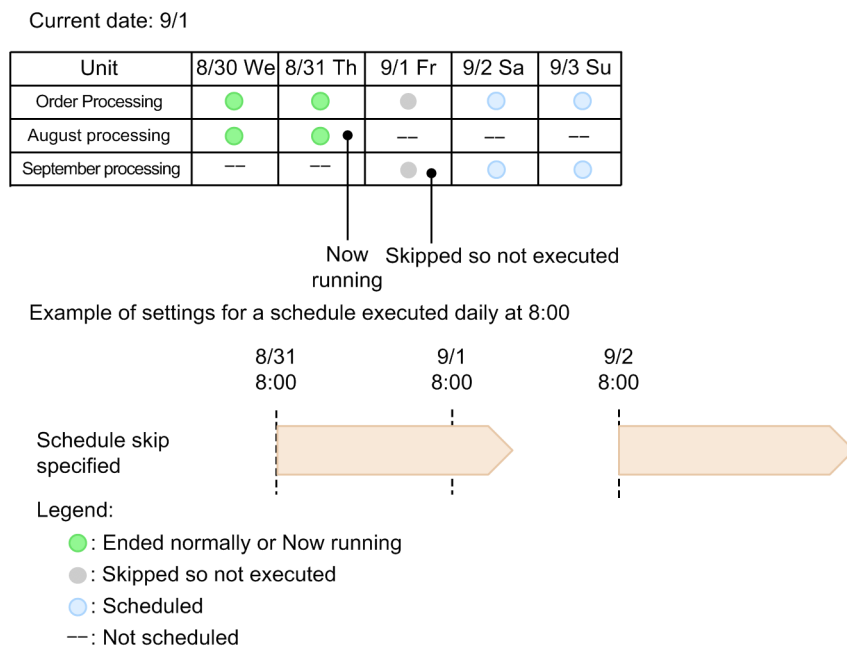 Current date: 9/1
Unit 8/30 We 8/31 Th 9/1 Fr 9/2 Sa 9/3 Su
Order Processing
August processing -- -- --
September processing -- --
Now running
Skipped so not executed
Example of settings for a schedule executed daily at 8:00
8/31 9/1 9/2
8:00 8:00 8:00
Schedule skip
specified
Legend:
: Ended normally or Now running
: Skipped so not executed
: Scheduled
--: Not scheduled